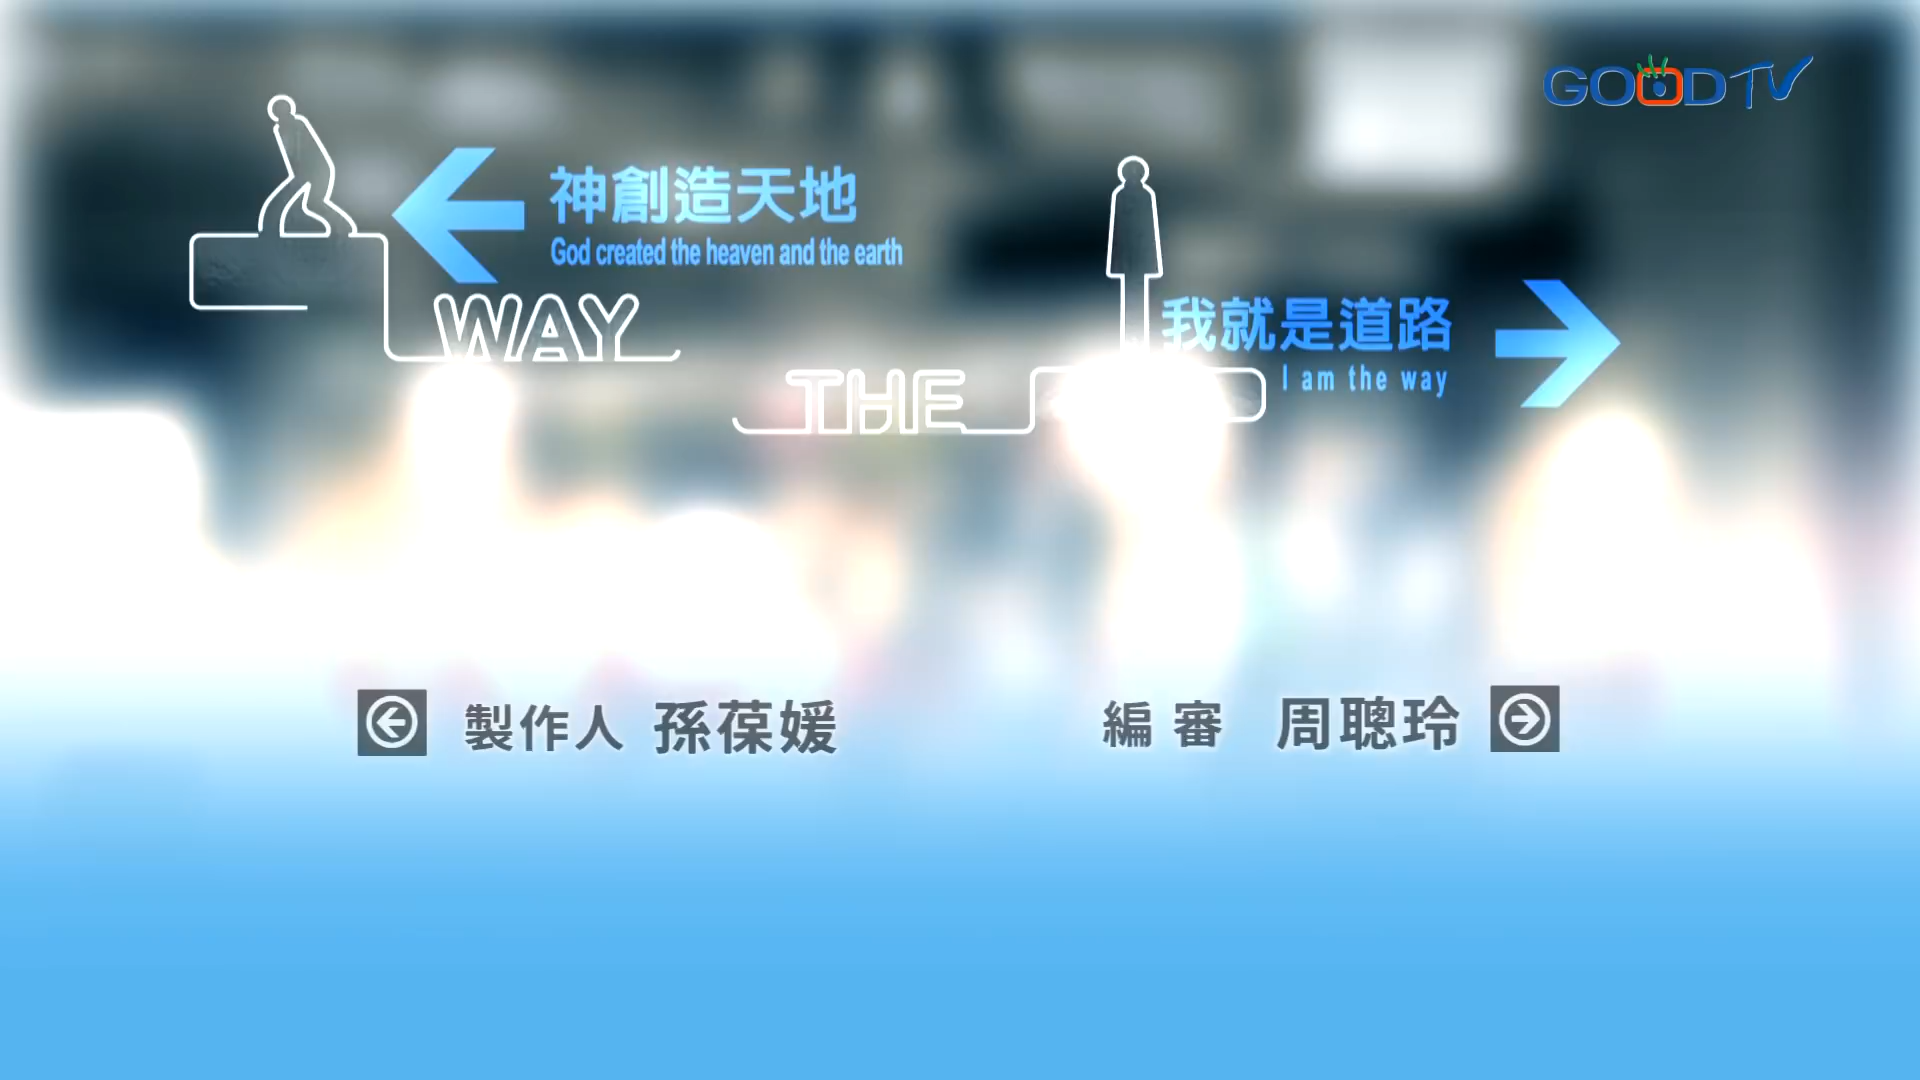 GOODTV
神創造天地
God created the heaven and the earth
WAY
我就是道路
I am the way
THE
製作人 孫葆媛
編 審 周聰玲